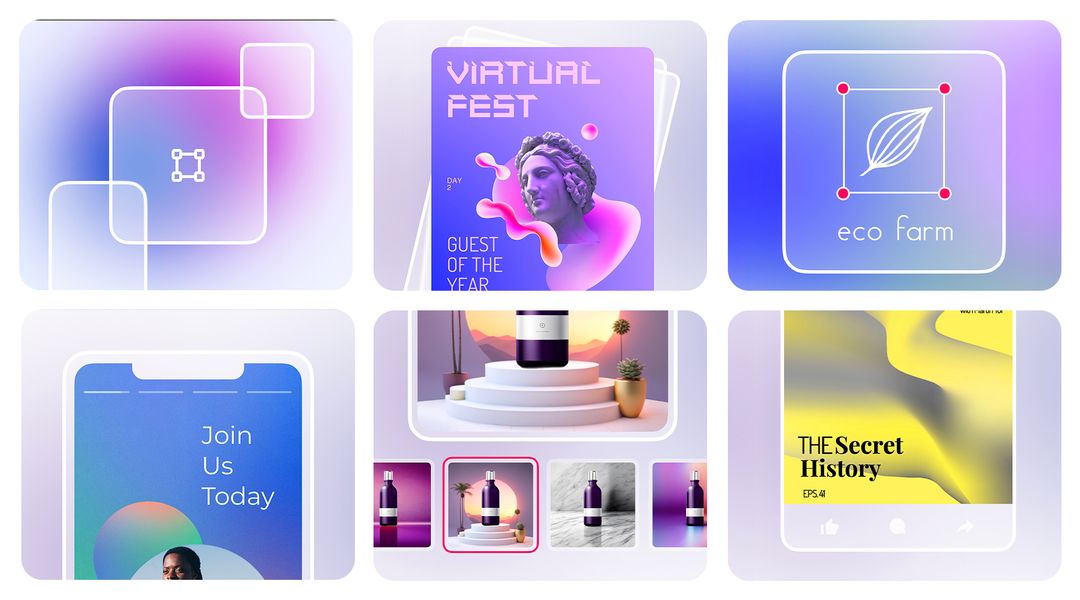 VIRTUAL
FEST
DAY
2
GUEST
OF THE
YEAR
eco farm
Join
Us
Today
THE Secret
History
EPS.41